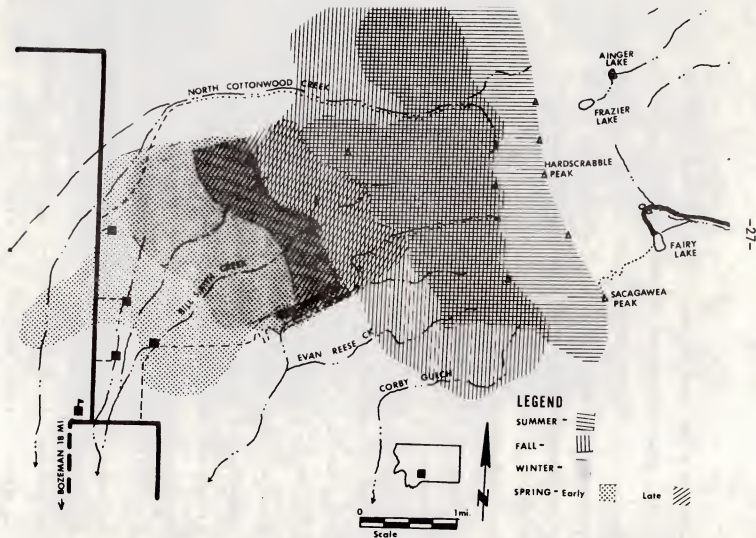 NORTH COTTONWOOD CREEK
AINGER
LAKE
FRAZIER
LAKE
HARDSCRABBLE
PEAK
-27-
FAIRY
LAKE
SACAGAWEA
PEAK
CREEK
EVAN REESE CK
CORBY GULCH
BOZEMAN 18 MI.
LEGEND
SUMMER -
FALL -
WINTER -
SPRING - Early Late
N
0 1mi.
Scale